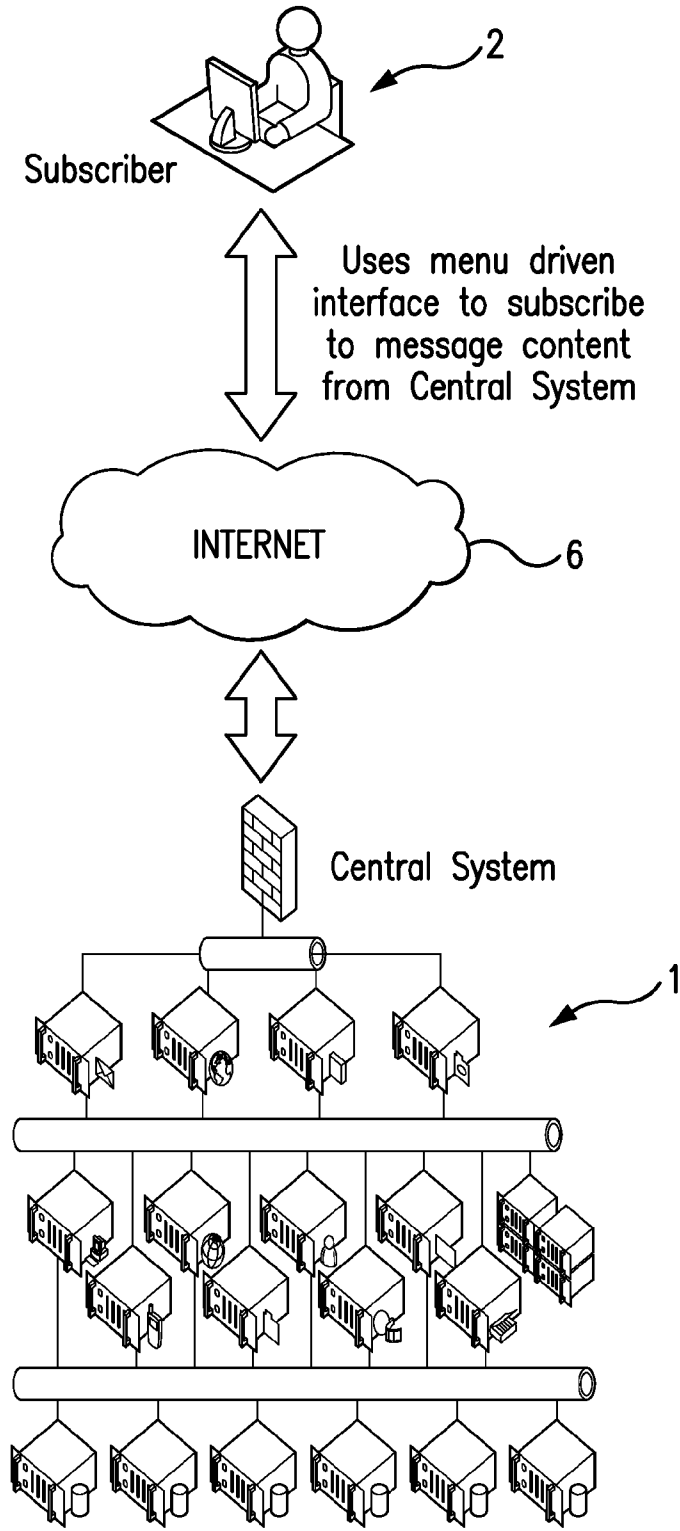 2
Subscriber
Uses menu driven
interface to subscribe
to message content
from Central System
INTERNET
6
Central System
1